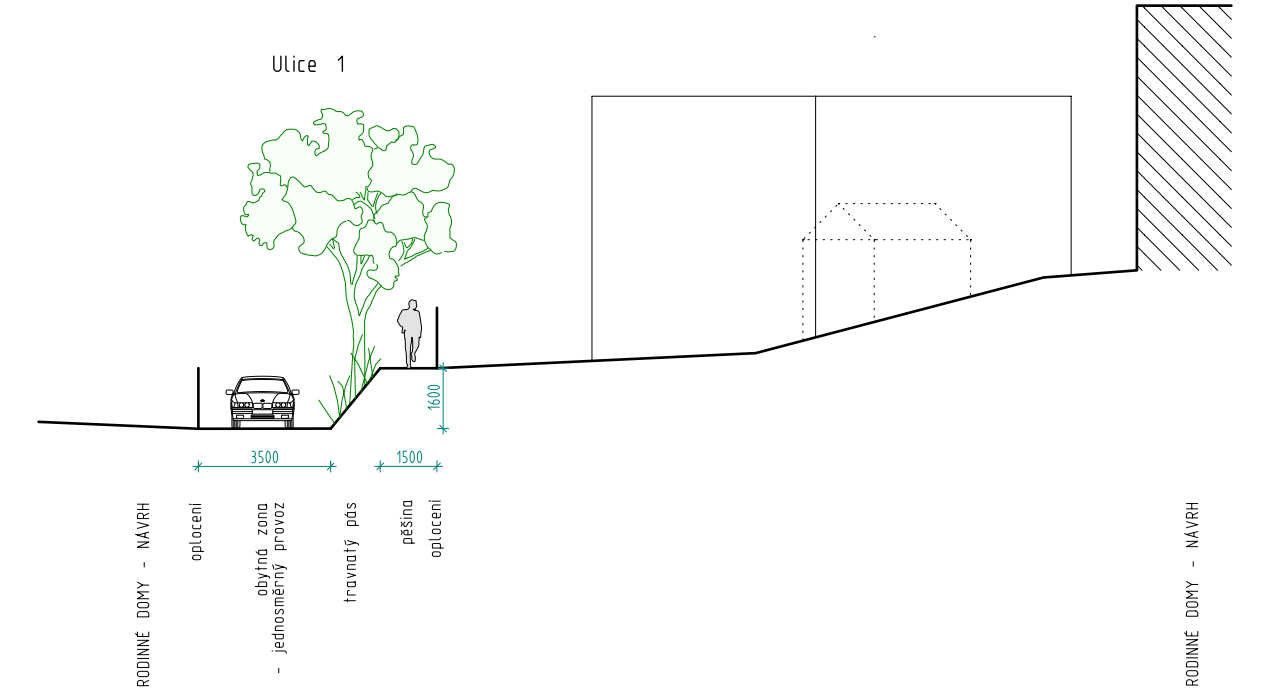 Ulice 1
1600
3500
1500
RODINNÉ DOMY - NÁVRH
oplocení
obytná zona
- jednosměrný provoz
travnatý pás
pěšina
oplocení
RODINNÉ DOMY - NÁVRH